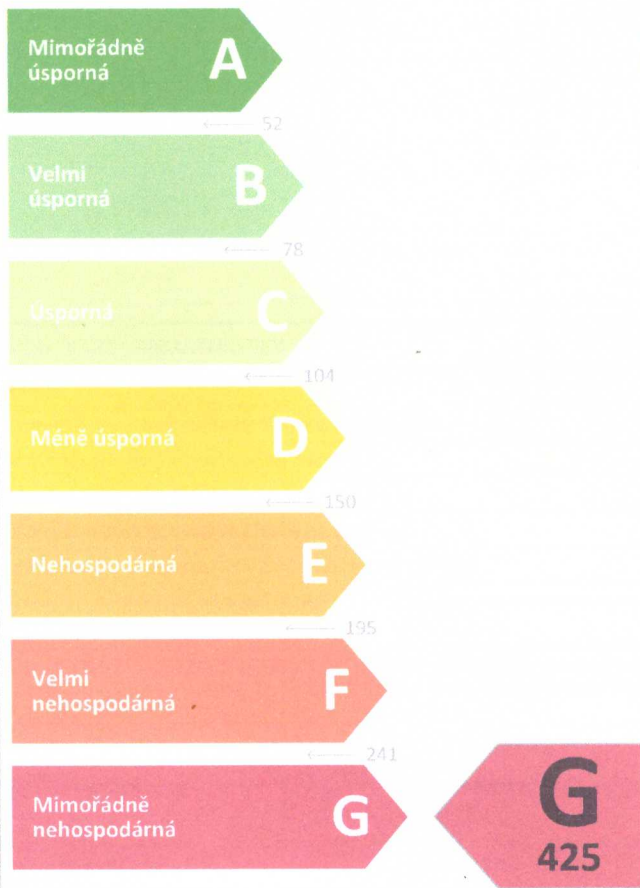 Mimořádně
úsporná
A
52
Velmi
úsporná
B
78
Úsporná
C
104
Méně úsporná
D
150
Nehospodárná
E
195
Velmi
nehospodárná
F
241
Mimořádně
nehospodárná
G
G
425